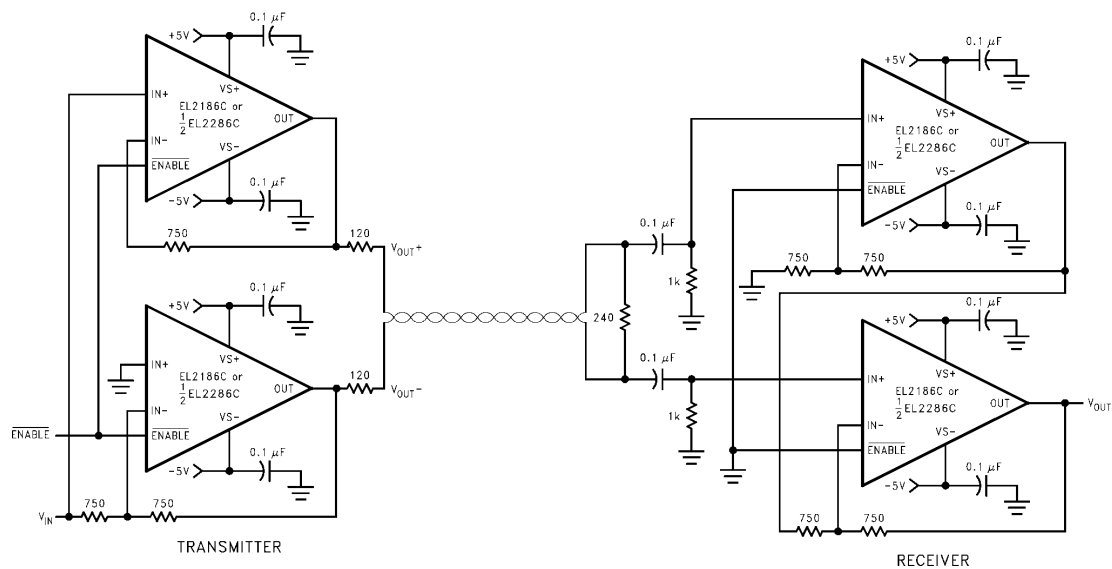 0.1 μF
+5V
VS+
IN+
EL2186C or
1/2 EL2286C
OUT
IN-
VS-
ENABLE
0.1 μF
-5V
750
120
VOUT+
0.1 μF
+5V
VS+
IN+
EL2186C or
1/2 EL2286C
OUT
120
VOUT-
IN-
VS-
ENABLE
ENABLE
0.1 μF
-5V
750
750
VIN
TRANSMITTER
0.1 μF
1k
240
0.1 μF
1k
0.1 μF
+5V
VS+
IN+
EL2186C or
1/2 EL2286C
OUT
IN-
VS-
ENABLE
0.1 μF
-5V
750
750
0.1 μF
+5V
VS+
IN+
EL2186C or
1/2 EL2286C
OUT
VOUT
IN-
VS-
ENABLE
0.1 μF
-5V
750
750
RECEIVER